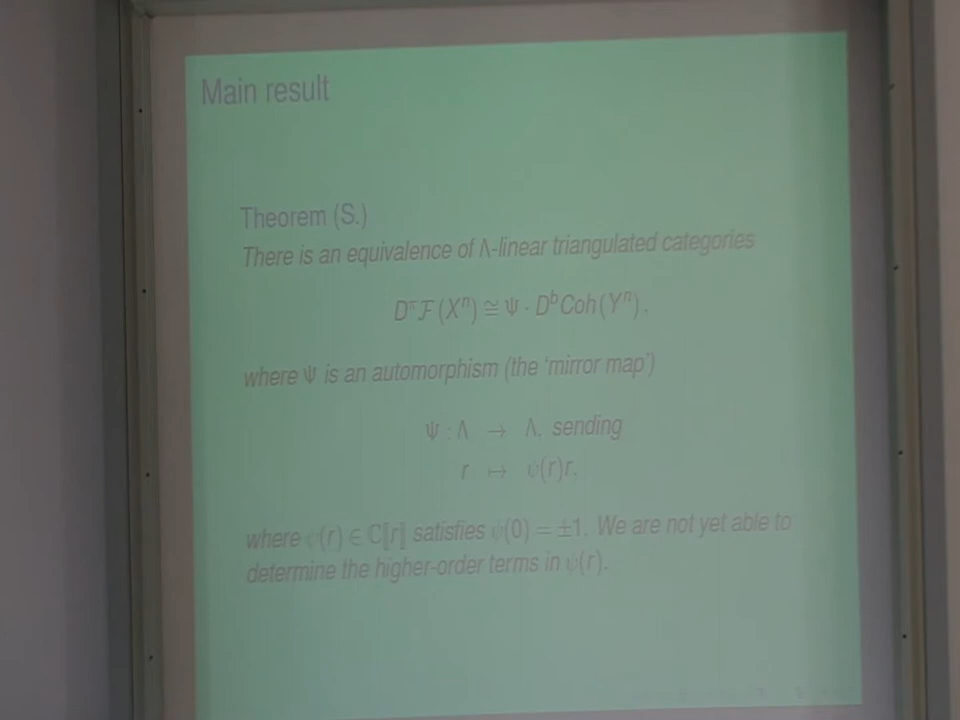 Main result
Theorem (S.)
There is an equivalence of Λ-linear triangulated categories
D^π F(X^n) ≅ Ψ · D^b Coh(Y^n),
where Ψ is an automorphism (the ‘mirror map’)
Ψ : Λ → Λ, sending
r ↦ ψ(r)r,
where ψ(r) ∈ C⟦r⟧ satisfies ψ(0) = ±1. We are not yet able to
determine the higher-order terms in ψ(r).